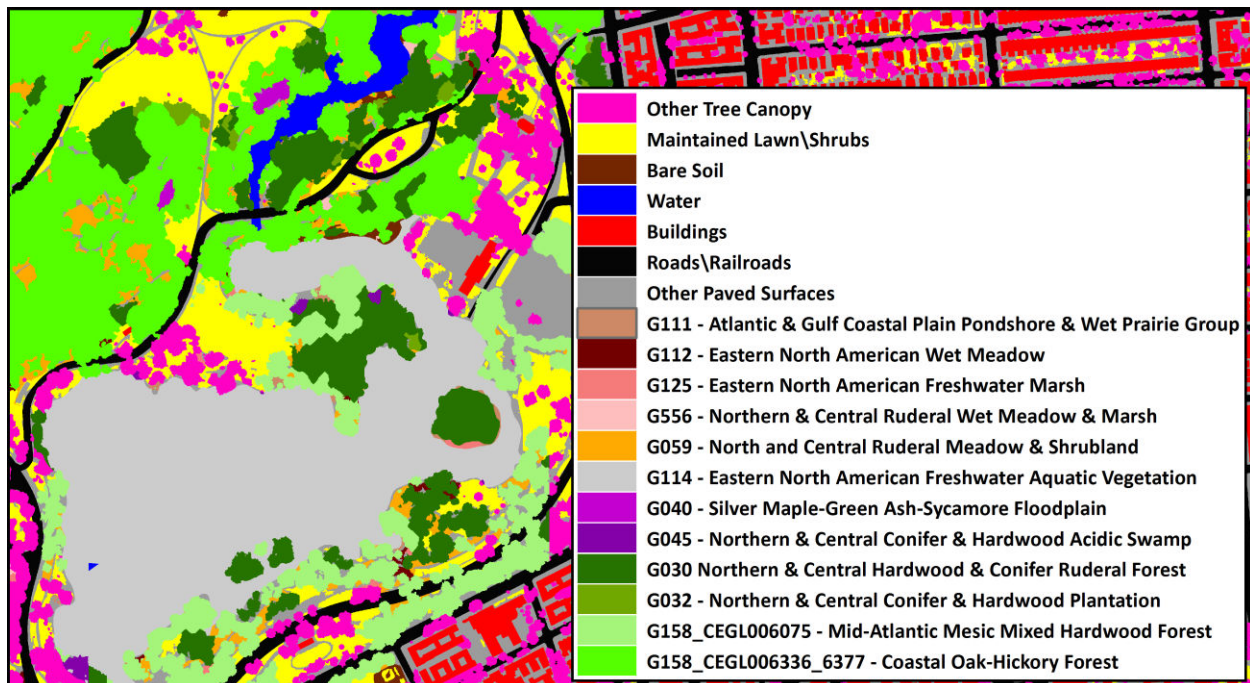 Other Tree Canopy
Maintained Lawn\Shrubs
Bare Soil
Water
Buildings
Roads\Railroads
Other Paved Surfaces
G111 - Atlantic & Gulf Coastal Plain Pondshore & Wet Prairie Group
G112 - Eastern North American Wet Meadow
G125 - Eastern North American Freshwater Marsh
G556 - Northern & Central Ruderal Wet Meadow & Marsh
G059 - North and Central Ruderal Meadow & Shrubland
G114 - Eastern North American Freshwater Aquatic Vegetation
G040 - Silver Maple-Green Ash-Sycamore Floodplain
G045 - Northern & Central Conifer & Hardwood Acidic Swamp
G030 Northern & Central Hardwood & Conifer Ruderal Forest
G032 - Northern & Central Conifer & Hardwood Plantation
G158_CEGL006075 - Mid-Atlantic Mesic Mixed Hardwood Forest
G158_CEGL006336_6377 - Coastal Oak-Hickory Forest